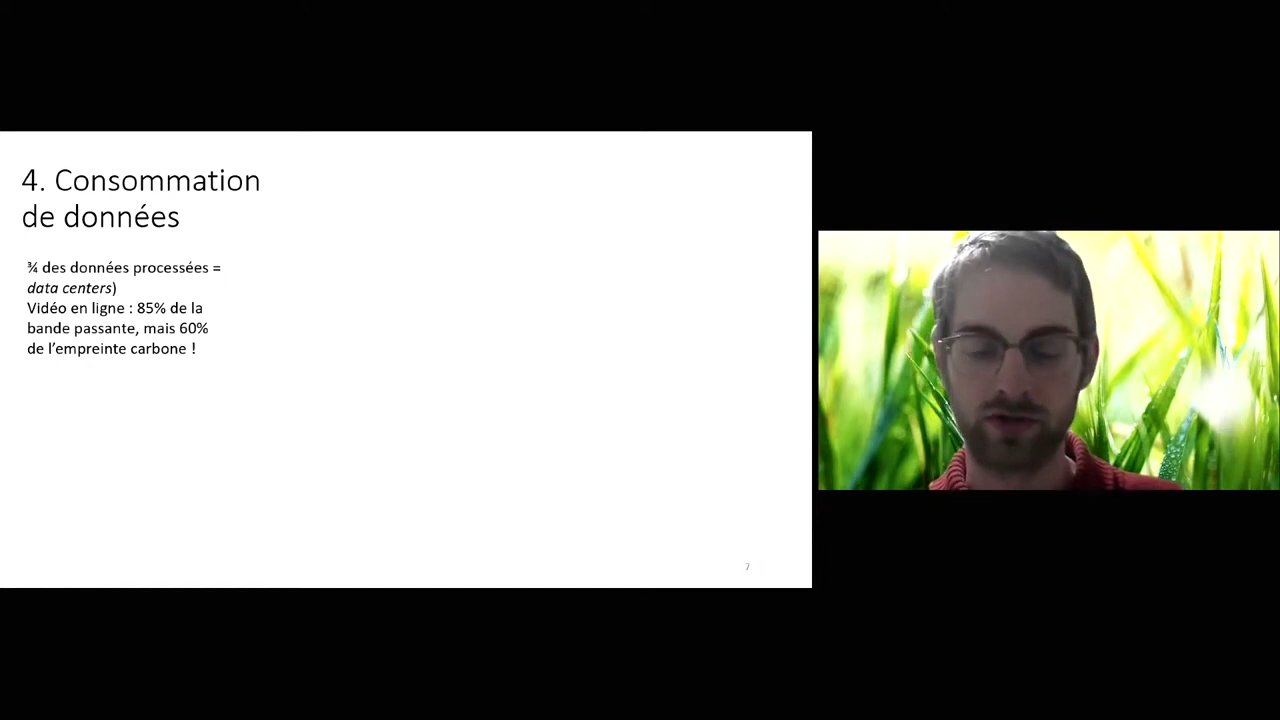 4. Consommation
de données
¾ des données processées =
data centers)
Vidéo en ligne : 85% de la
bande passante, mais 60%
de l’empreinte carbone !
7